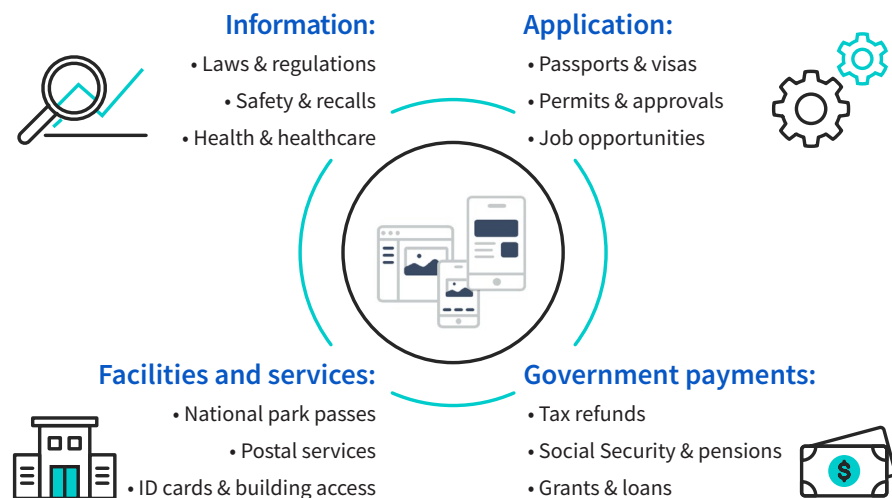 Information:
• Laws & regulations
• Safety & recalls
• Health & healthcare
Application:
• Passports & visas
• Permits & approvals
• Job opportunities
Facilities and services:
• National park passes
• Postal services
• ID cards & building access
Government payments:
• Tax refunds
• Social Security & pensions
• Grants & loans
$